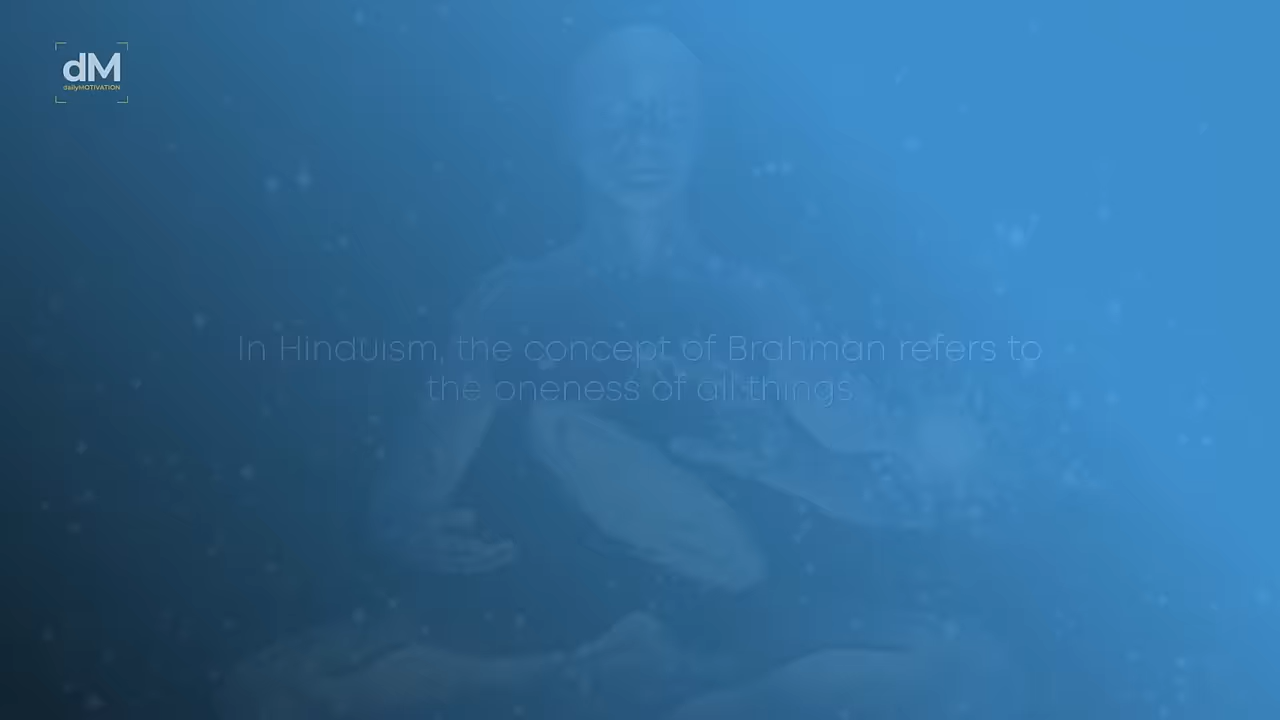 dM
dailyMOTIVATION
In Hinduism, the concept of Brahman refers to
the oneness of all things